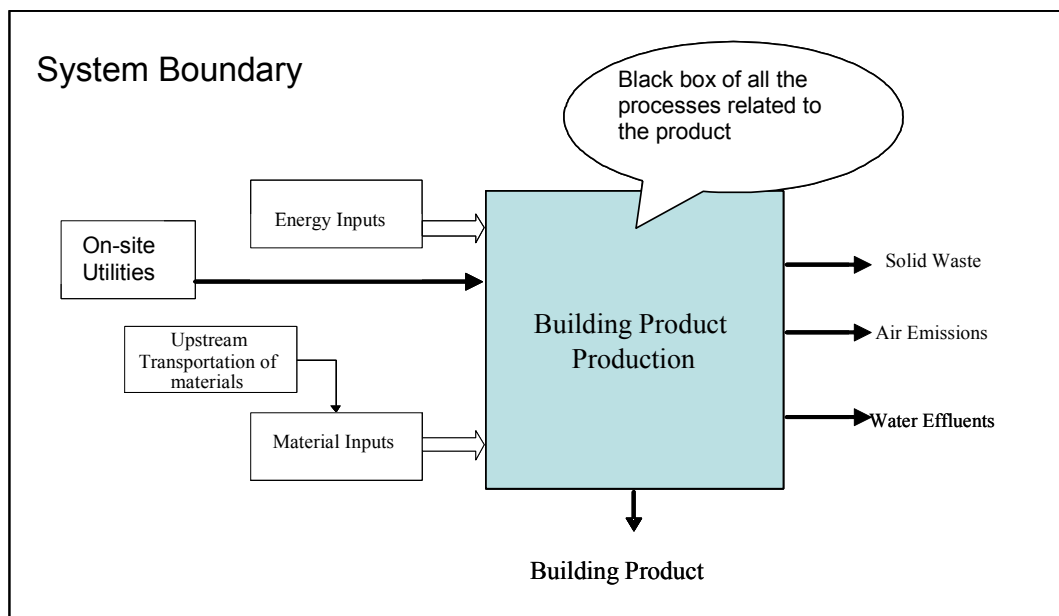 System Boundary
Black box of all the
processes related to
the product
Energy Inputs
On-site
Utilities
Upstream
Transportation of
materials
Material Inputs
Building Product
Production
Solid Waste
Air Emissions
Water Effluents
Building Product